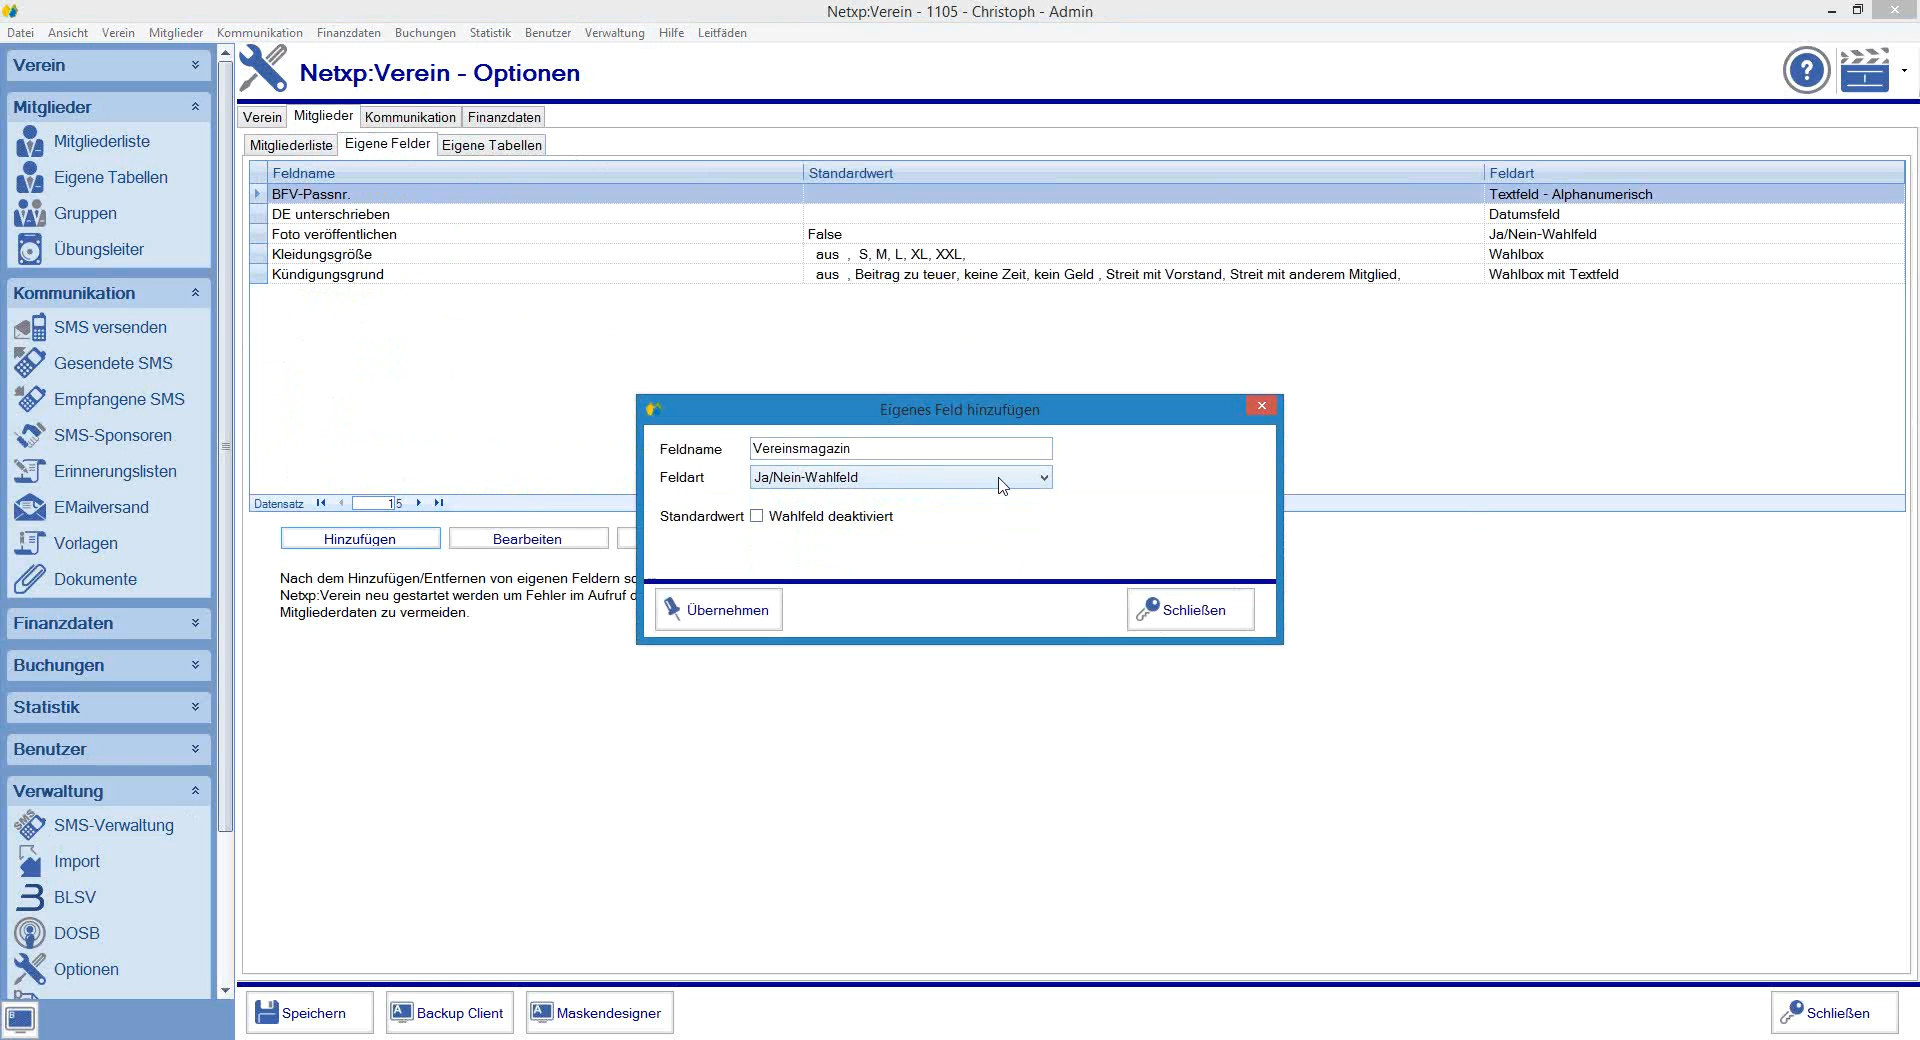 Netxp:Verein - 1105 - Christoph - Admin
Datei Ansicht Verein Mitglieder Kommunikation Finanzdaten Buchungen Statistik Benutzer Verwaltung Hilfe Leitfäden
Verein
Mitglieder
Mitgliederliste
Eigene Tabellen
Gruppen
Übungsleiter
Kommunikation
SMS versenden
Gesendete SMS
Empfangene SMS
SMS-Sponsoren
Erinnerungslisten
EMailversand
Vorlagen
Dokumente
Finanzdaten
Buchungen
Statistik
Benutzer
Verwaltung
SMS-Verwaltung
Import
BLSV
DOSB
Optionen
Netxp:Verein - Optionen
Verein Mitglieder Kommunikation Finanzdaten
Mitgliederliste Eigene Felder Eigene Tabellen
Feldname Standardwert Feldart
BFV-Passnr. Textfeld - Alphanumerisch
DE unterschrieben Datumsfeld
Foto veröffentlichen False Ja/Nein-Wahlfeld
Kleidungsgröße aus , S, M, L, XL, XXL, Wahlbox
Kündigungsgrund aus , Beitrag zu teuer, keine Zeit, kein Geld , Streit mit Vorstand, Streit mit anderem Mitglied, Wahlbox mit Textfeld
Datensatz 1 5
Hinzufügen Bearbeiten
Nach dem Hinzufügen/Entfernen von eigenen Feldern
Netxp:Verein neu gestartet werden um Fehler im Aufruf
Mitgliederdaten zu vermeiden.
Eigenes Feld hinzufügen
Feldname Vereinsmagazin
Feldart Ja/Nein-Wahlfeld
Standardwert Wahlfeld deaktiviert
Übernehmen Schließen
Speichern Backup Client Maskendesigner Schließen